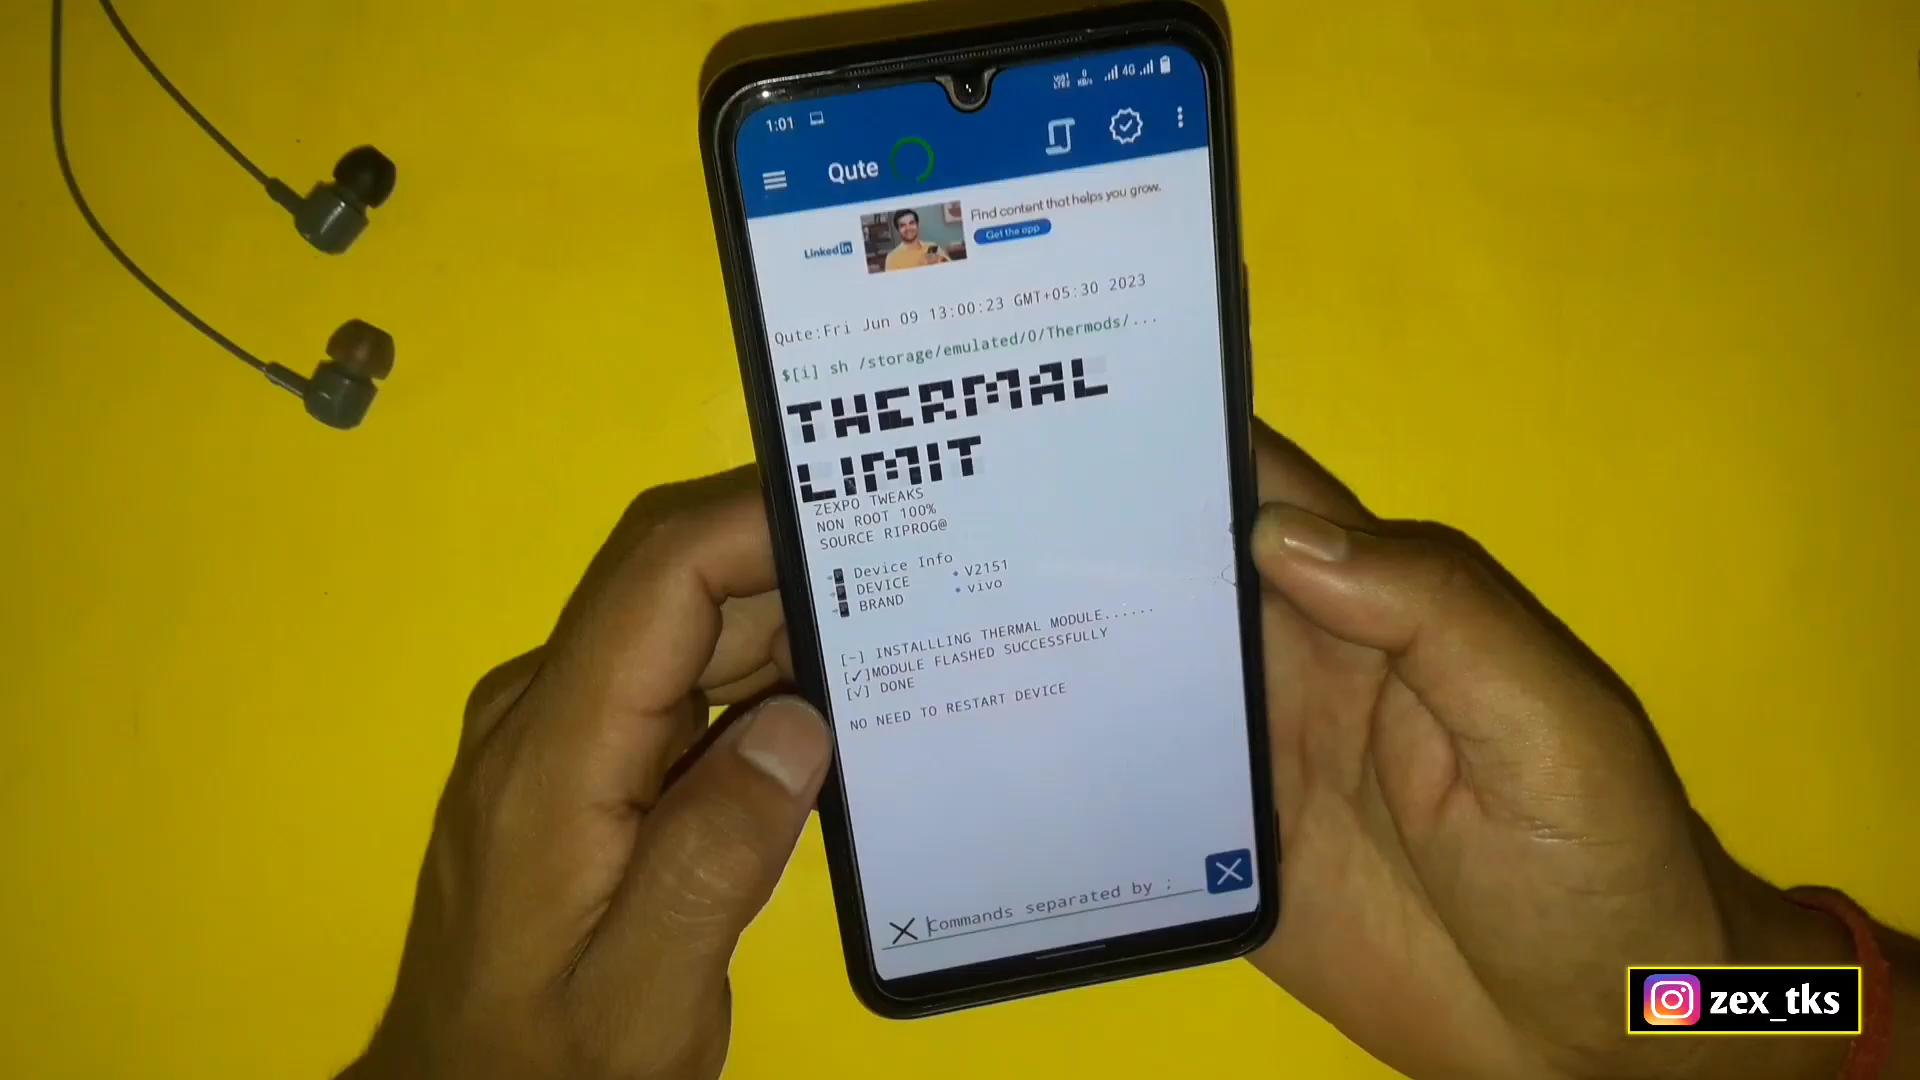 1:01
4G
Qute
LinkedIn
Find content that helps you grow.
Get the app
Qute:Fri Jun 09 13:00:23 GMT+05:30 2023
$[i] sh /storage/emulated/0/Thermods/...
THERMAL
LIMIT
ZEXPO TWEAKS
NON ROOT 100%
SOURCE RIPROG@
Device Info
DEVICE • V2151
BRAND • vivo
[-] INSTALLLING THERMAL MODULE......
[✓]MODULE FLASHED SUCCESSFULLY
[√] DONE
NO NEED TO RESTART DEVICE
Commands separated by ;
zex_tks